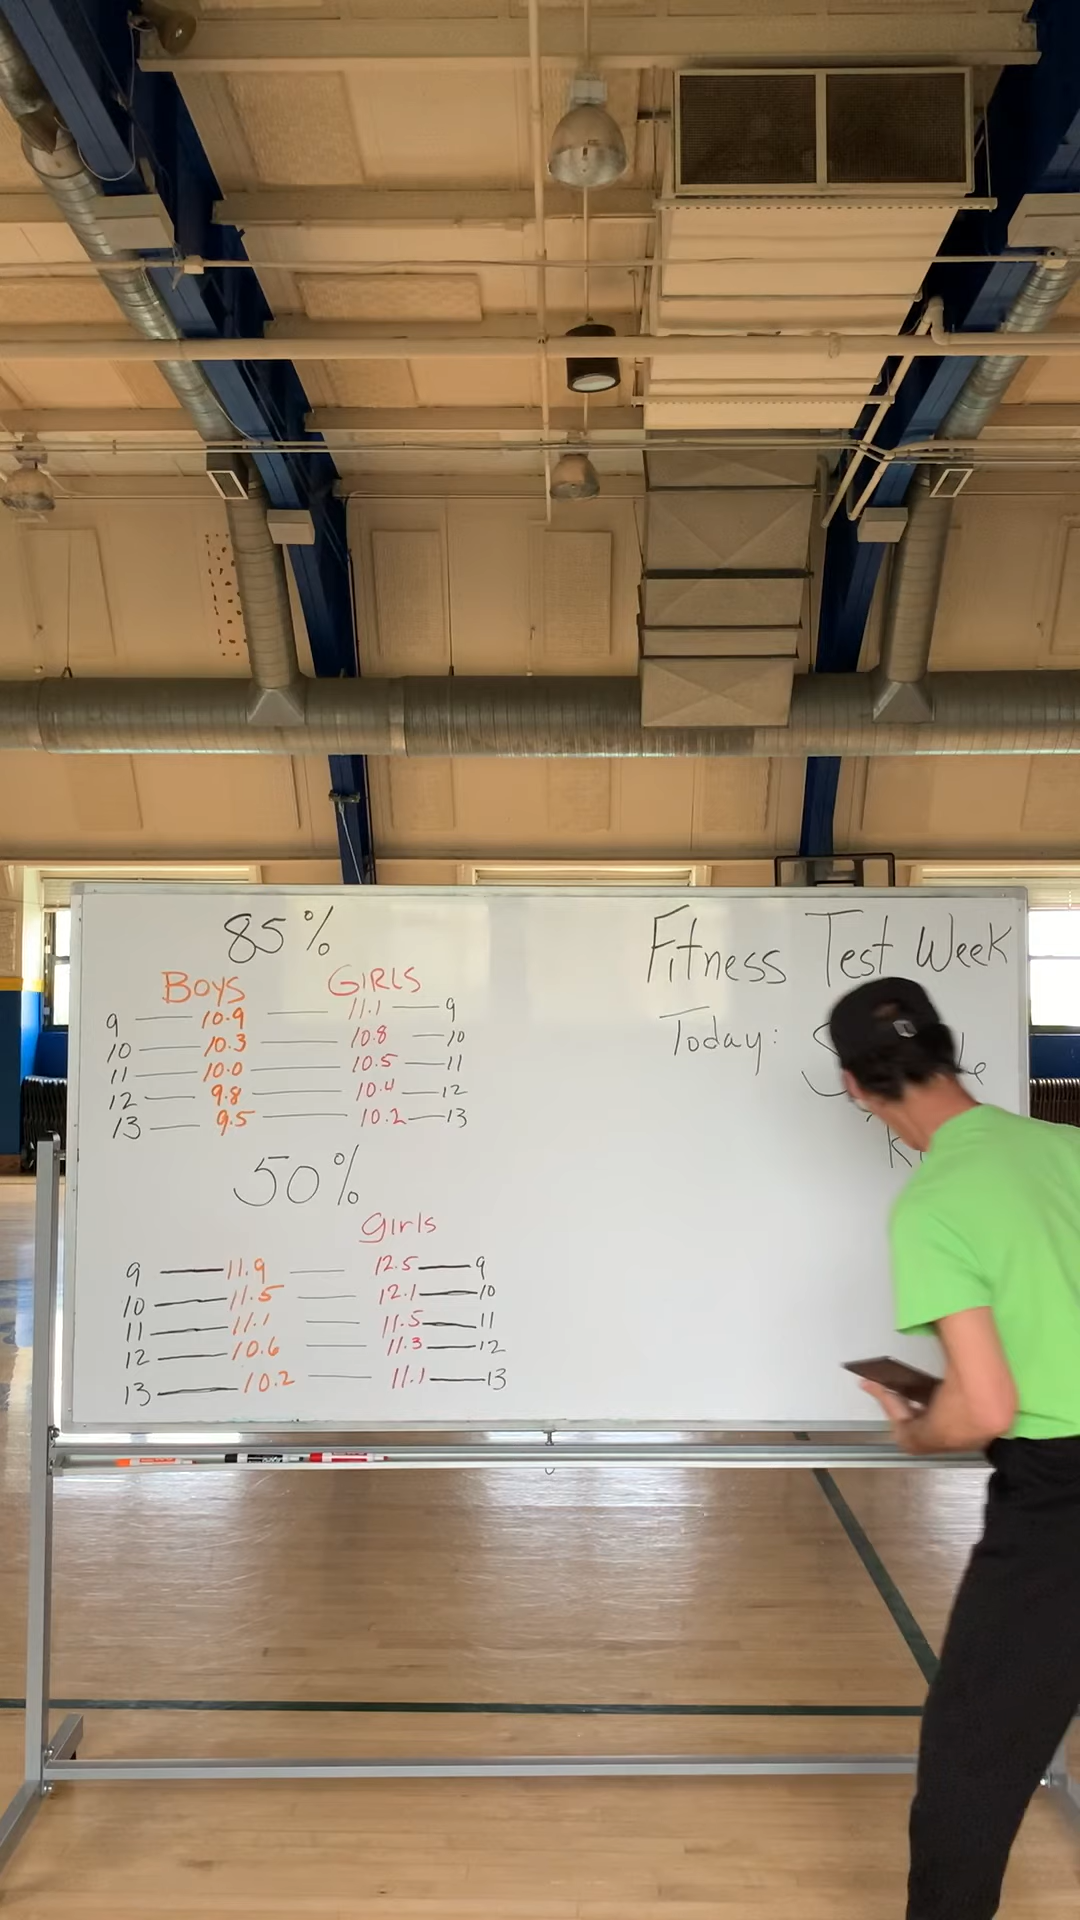 85%
BOYS GIRLS
9 — 10.9 — 11.1 — 9
10 — 10.3 — 10.8 — 10
11 — 10.0 — 10.5 — 11
12 — 9.8 — 10.4 — 12
13 — 9.5 — 10.2 — 13
50%
girls
9 — 11.9 — 12.5 — 9
10 — 11.5 — 12.1 — 10
11 — 11.1 — 11.5 — 11
12 — 10.6 — 11.3 — 12
13 — 10.2 — 11.1 — 13
Fitness Test Week
Today: